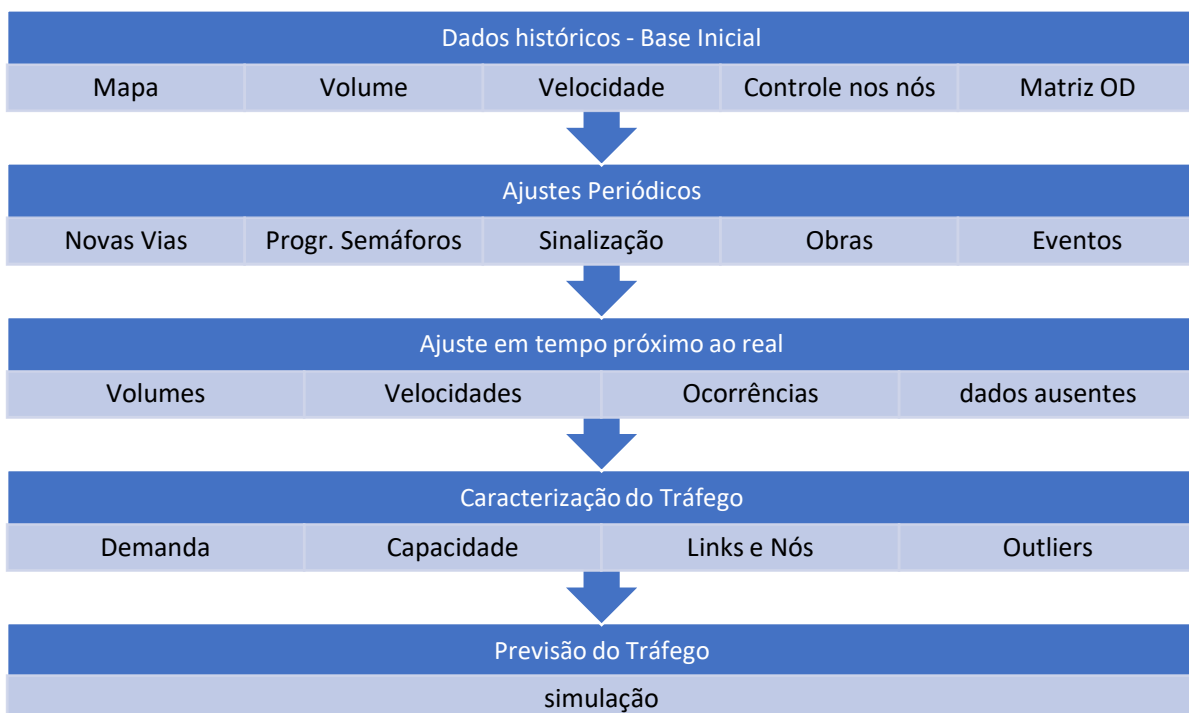 Dados históricos - Base Inicial
Mapa Volume Velocidade Controle nos nós Matriz OD
Ajustes Periódicos
Novas Vias Progr. Semáforos Sinalização Obras Eventos
Ajuste em tempo próximo ao real
Volumes Velocidades Ocorrências dados ausentes
Caracterização do Tráfego
Demanda Capacidade Links e Nós Outliers
Previsão do Tráfego
simulação